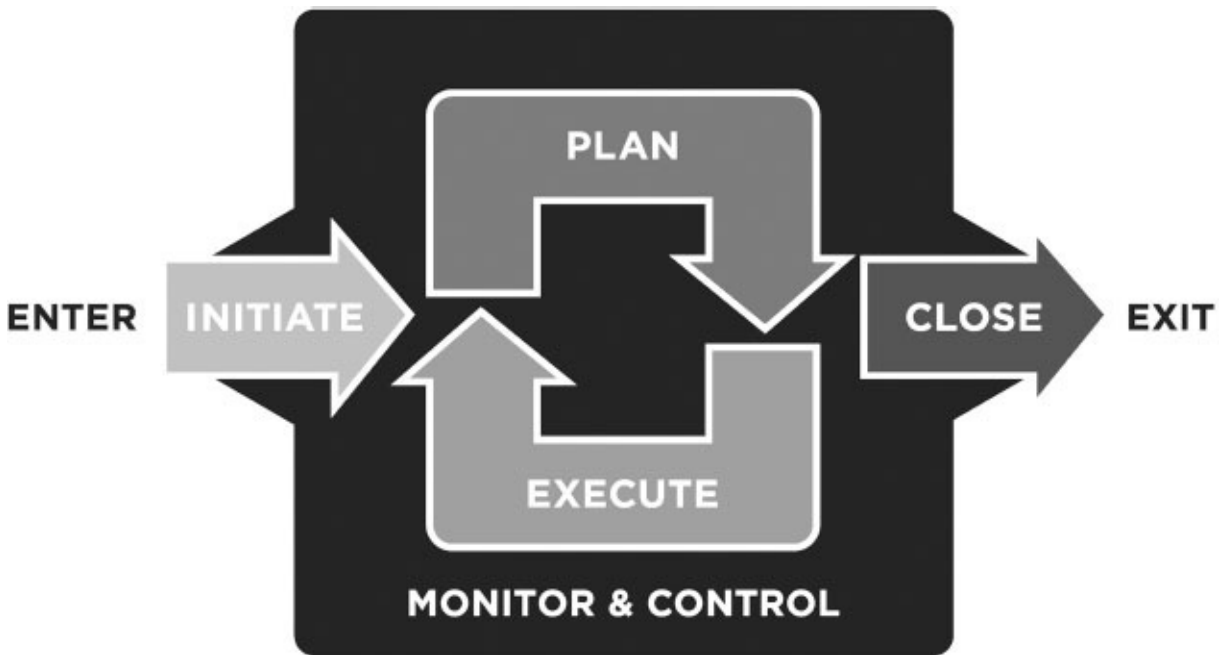 PLAN
ENTER
INITIATE
CLOSE
EXIT
EXECUTE
MONITOR & CONTROL